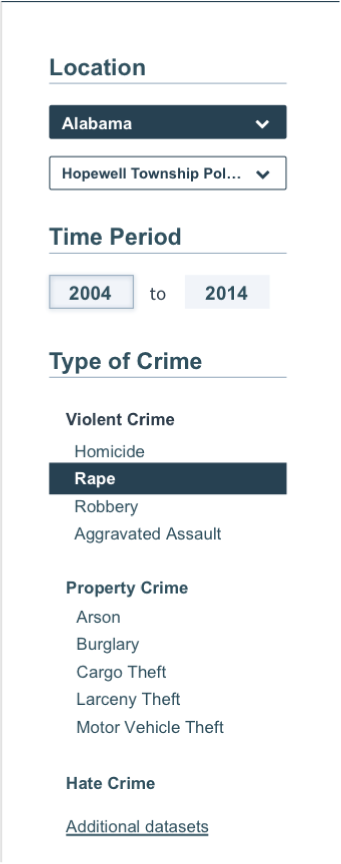 Location
Alabama
Hopewell Township Pol...
Time Period
2004 to 2014
Type of Crime
Violent Crime
Homicide
Rape
Robbery
Aggravated Assault
Property Crime
Arson
Burglary
Cargo Theft
Larceny Theft
Motor Vehicle Theft
Hate Crime
Additional datasets